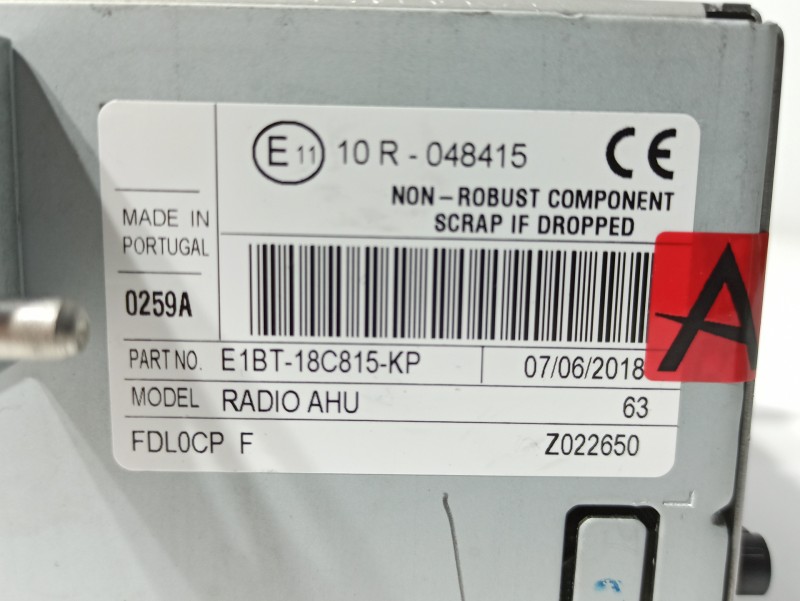 E 11 10 R - 048415 CE
NON-ROBUST COMPONENT
SCRAP IF DROPPED
MADE IN
PORTUGAL
0259A
A
PART NO. E1BT-18C815-KP 07/06/2018
MODEL RADIO AHU 63
FDL0CP F Z022650